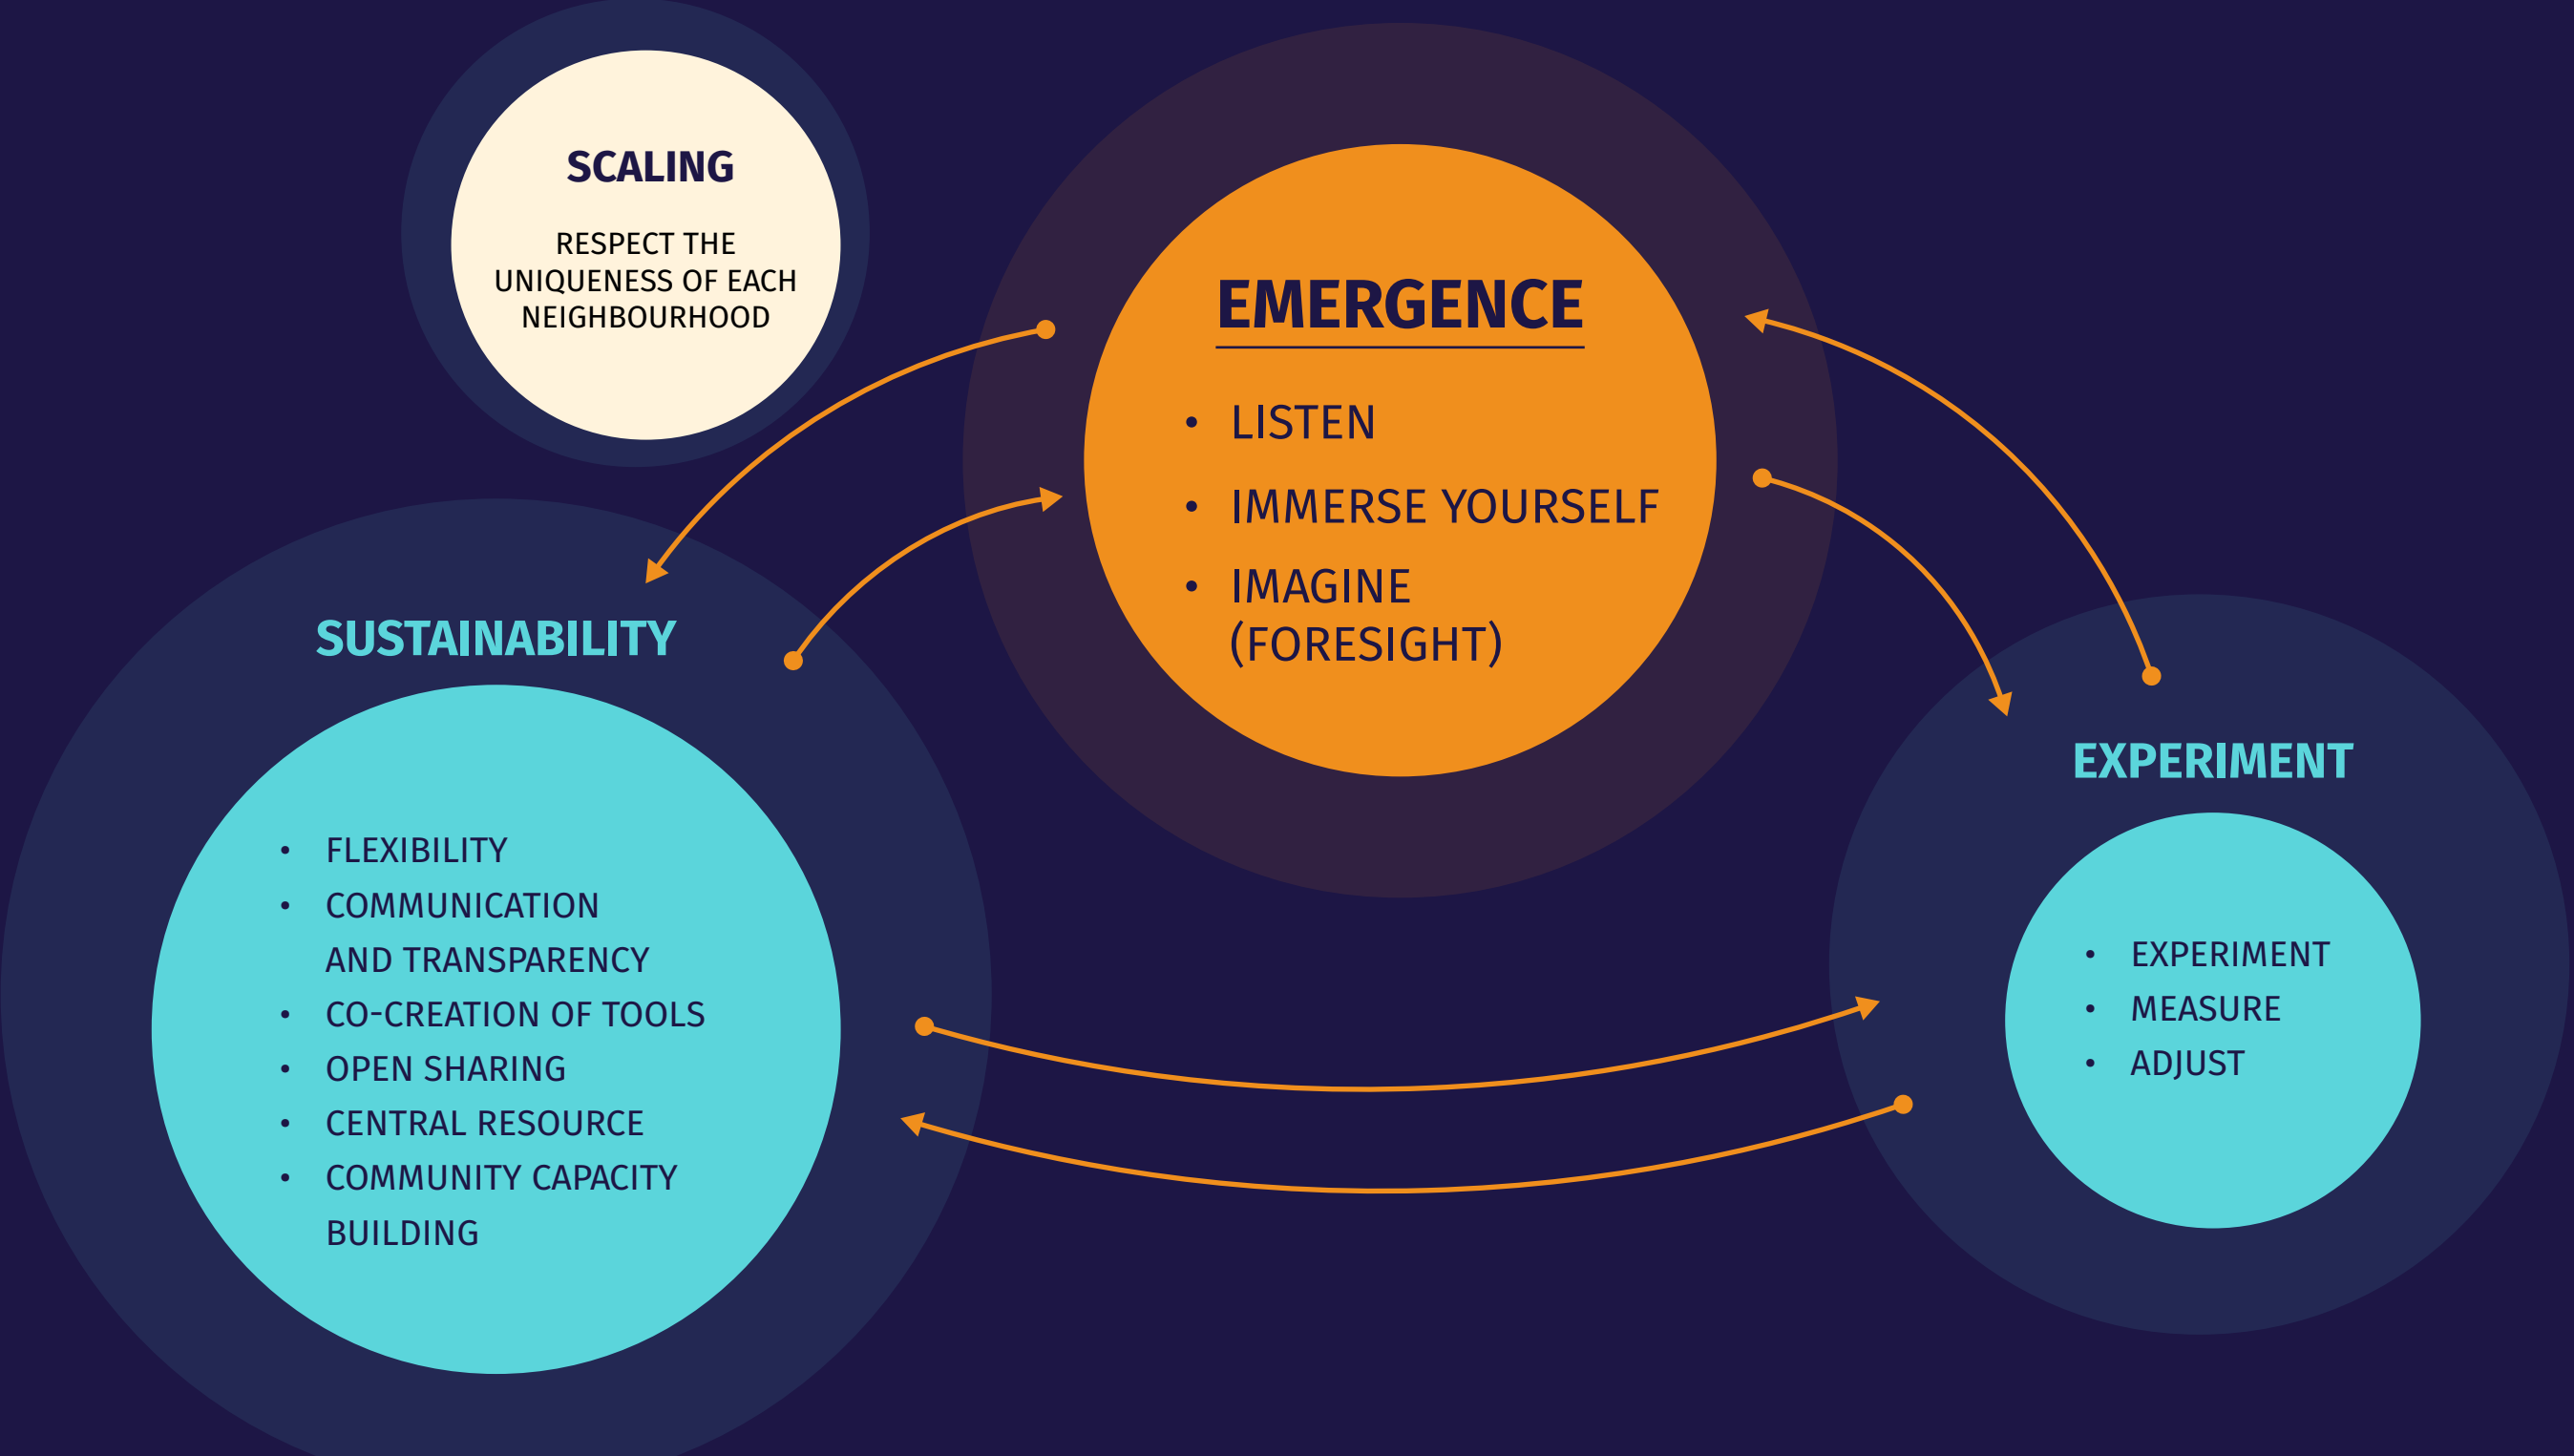 SCALING
RESPECT THE
UNIQUENESS OF EACH
NEIGHBOURHOOD
EMERGENCE
• LISTEN
• IMMERSE YOURSELF
• IMAGINE
(FORESIGHT)
SUSTAINABILITY
• FLEXIBILITY
• COMMUNICATION
AND TRANSPARENCY
• CO-CREATION OF TOOLS
• OPEN SHARING
• CENTRAL RESOURCE
• COMMUNITY CAPACITY
BUILDING
EXPERIMENT
• EXPERIMENT
• MEASURE
• ADJUST